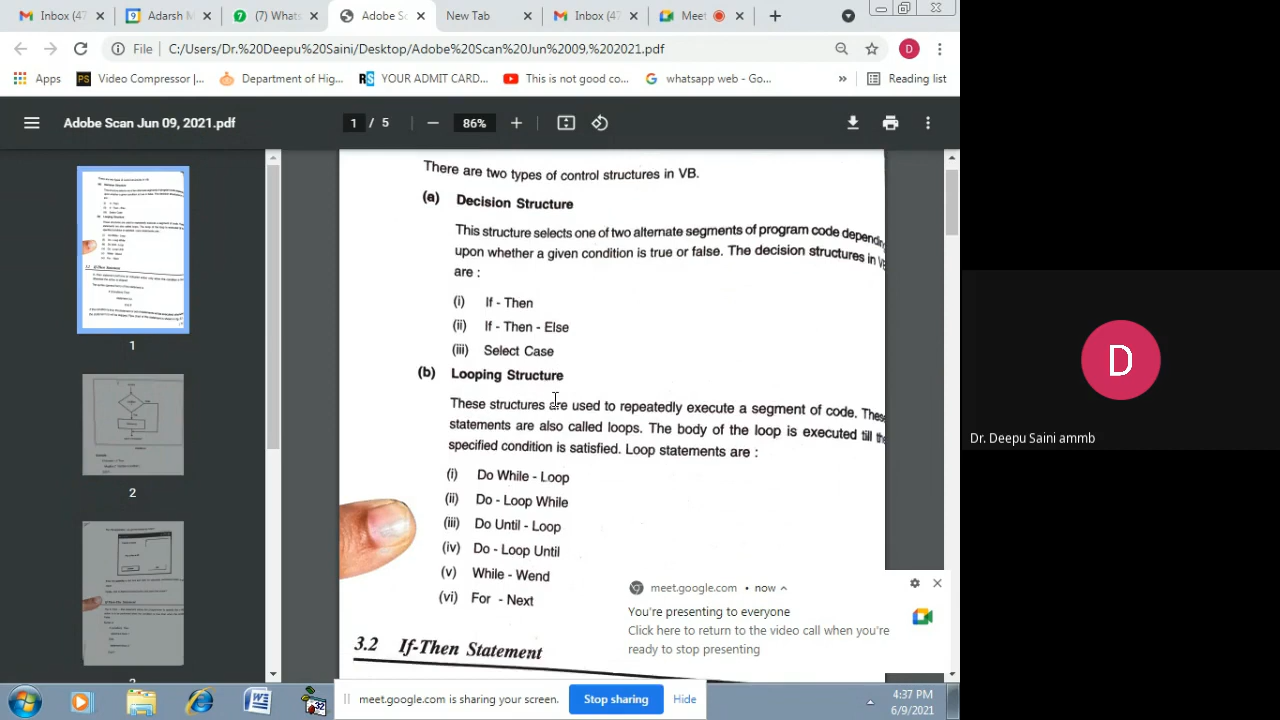 Inbox (47
Adarsh M
Whats
Adobe Sc
New Tab
Inbox (47
Meet
File
C:/Users/Dr.%20Deepu%20Saini/Desktop/Adobe%20Scan%20Jun%2009,%202021.pdf
D
Apps
Video Compressor |...
Department of Hig...
YOUR ADMIT CARD...
This is not good co...
whatsapp web - Go...
»
Reading list
Adobe Scan Jun 09, 2021.pdf
1 / 5
86%
There are two types of control structures in VB.
(a) Decision Structure
This structure selects one of two alternate segments of program code dependin
upon whether a given condition is true or false. The decision structures in V
are :
(i) If - Then
(ii) If - Then - Else
(iii) Select Case
(b) Looping Structure
These structures are used to repeatedly execute a segment of code. These
statements are also called loops. The body of the loop is executed till the
specified condition is satisfied. Loop statements are :
(i) Do While - Loop
(ii) Do - Loop While
(iii) Do Until - Loop
(iv) Do - Loop Until
(v) While - Wend
(vi) For - Next
3.2 If-Then Statement
1
2
meet.google.com • now
You're presenting to everyone
Click here to return to the video call when you're
ready to stop presenting
meet.google.com is sharing your screen.
Stop sharing
Hide
32
4:37 PM
6/9/2021
D
Dr. Deepu Saini ammb